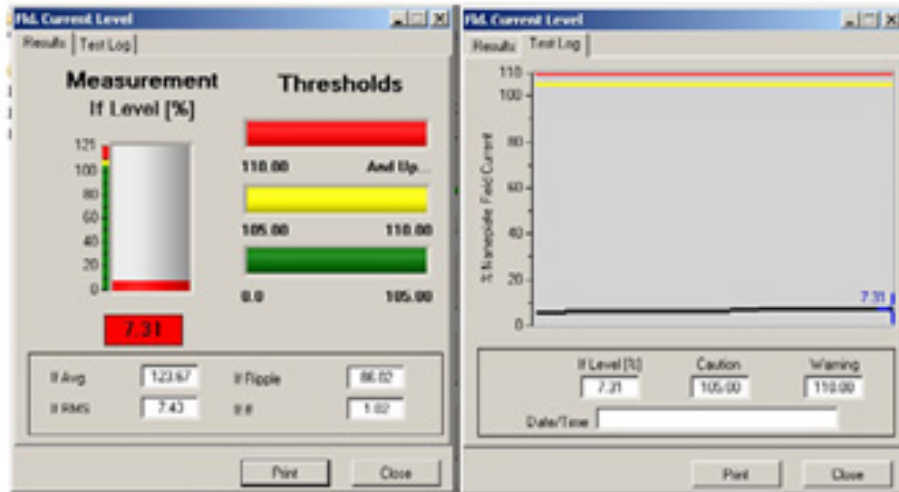 Fld. Current Level
Results Test Log
Measurement
If Level [%]
121
100
80
60
40
20
0
7.31
Thresholds
110.00 And Up...
105.00 110.00
0.0 105.00
If Avg. 123.67 If Ripple 86.02
If RMS 7.43 If ff 1.02
Print Close
Fld. Current Level
Results Test Log
% Nameplate Field Current
110
100
80
60
40
20
0
7.31
If Level [%] Caution Warning
7.31 105.00 110.00
Date/Time
Print Close